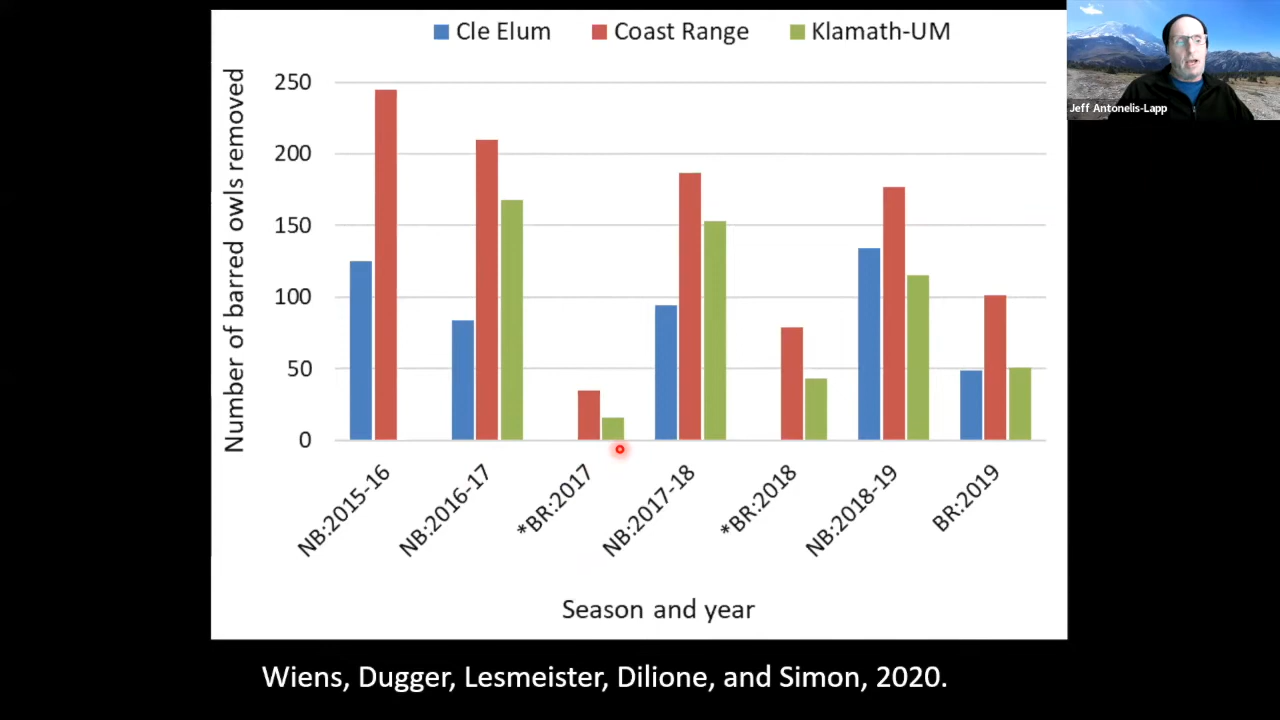 Cle Elum Coast Range Klamath-UM
Jeff Antonelis-Lapp
Number of barred owls removed
250
200
150
100
50
0
NB:2015-16
NB:2016-17
*BR:2017
NB:2017-18
*BR:2018
NB:2018-19
BR:2019
Season and year
Wiens, Dugger, Lesmeister, Dilione, and Simon, 2020.